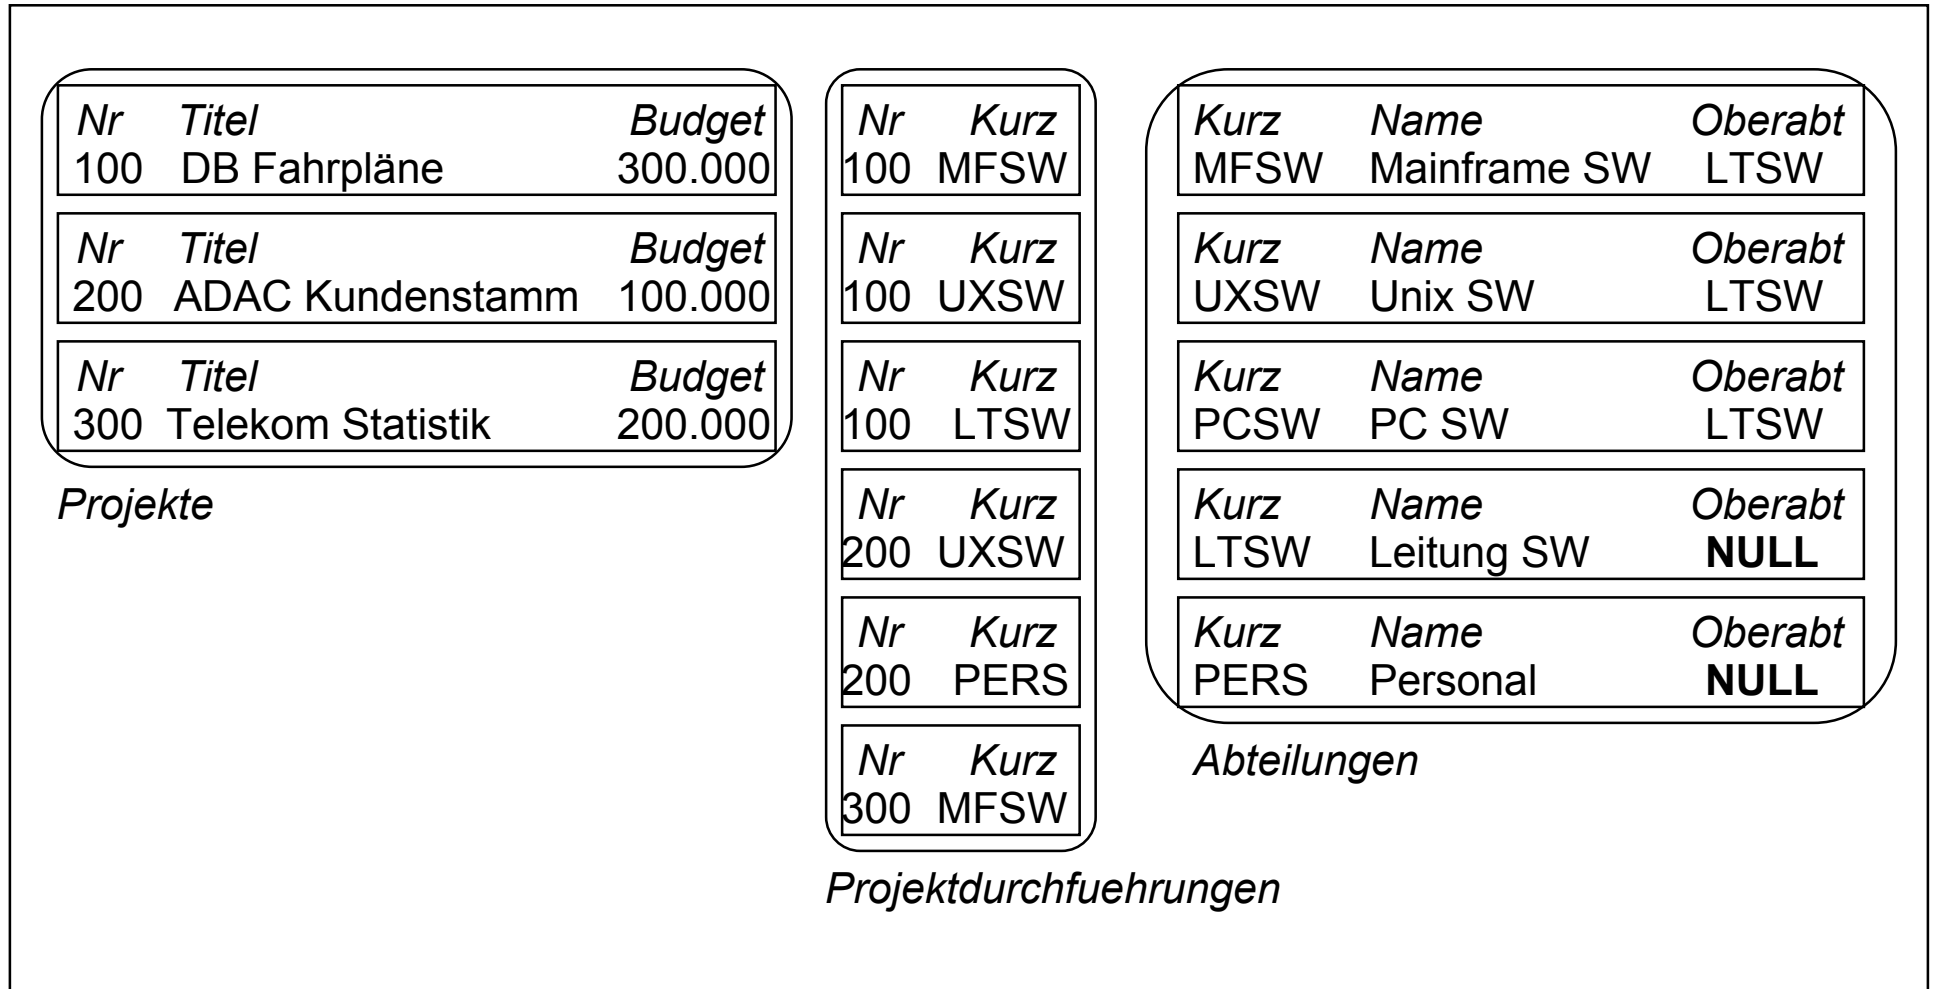 Nr Titel Budget
100 DB Fahrpläne 300.000
Nr Titel Budget
200 ADAC Kundenstamm 100.000
Nr Titel Budget
300 Telekom Statistik 200.000
Projekte
Nr Kurz
100 MFSW
Nr Kurz
100 UXSW
Nr Kurz
100 LTSW
Nr Kurz
200 UXSW
Nr Kurz
200 PERS
Nr Kurz
300 MFSW
Projektdurchfuehrungen
Kurz Name Oberabt
MFSW Mainframe SW LTSW
Kurz Name Oberabt
UXSW Unix SW LTSW
Kurz Name Oberabt
PCSW PC SW LTSW
Kurz Name Oberabt
LTSW Leitung SW NULL
Kurz Name Oberabt
PERS Personal NULL
Abteilungen